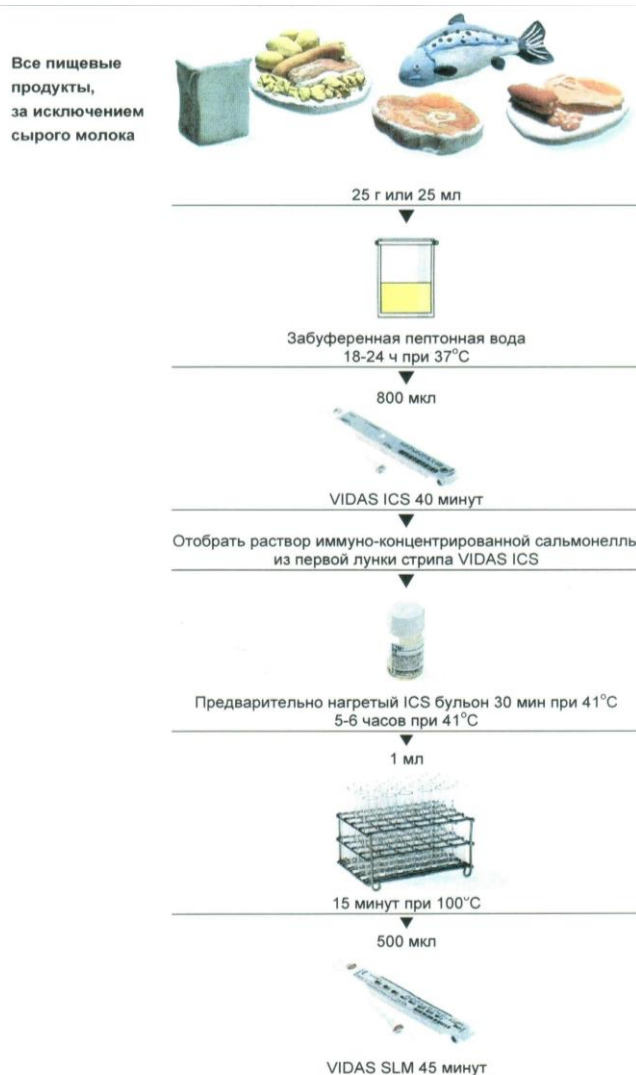 Все пищевые
продукты,
за исключением
сырого молока
25 г или 25 мл
Забуференная пептонная вода
18-24 ч при 37°C
800 мкл
VIDAS ICS 40 минут
Отобрать раствор иммуно-концентрированной сальмонеллы
из первой лунки стрипа VIDAS ICS
Предварительно нагретый ICS бульон 30 мин при 41°C
5-6 часов при 41°C
1 мл
15 минут при 100°C
500 мкл
VIDAS SLM 45 минут